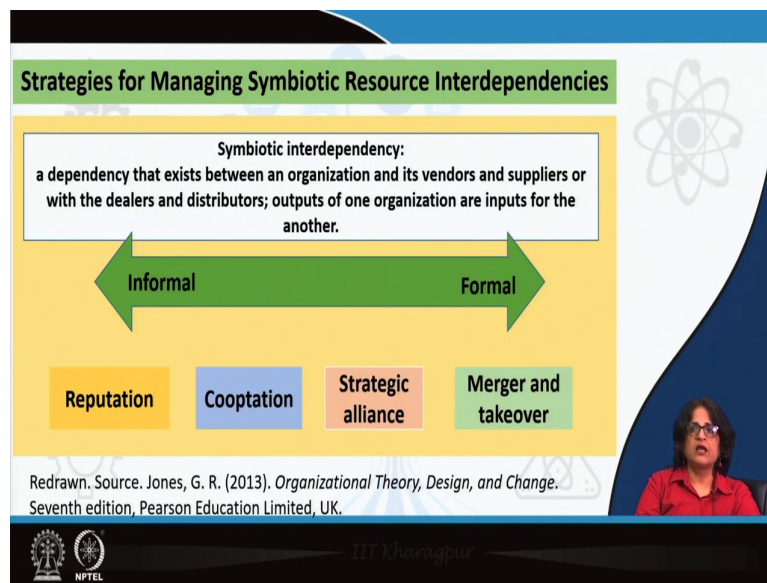 Strategies for Managing Symbiotic Resource Interdependencies
Symbiotic interdependency:
a dependency that exists between an organization and its vendors and suppliers or
with the dealers and distributors; outputs of one organization are inputs for the
another.
Informal
Formal
Reputation
Cooptation
Strategic
alliance
Merger and
takeover
Redrawn. Source. Jones, G. R. (2013). Organizational Theory, Design, and Change.
Seventh edition, Pearson Education Limited, UK.
IIT Kharagpur
NPTEL